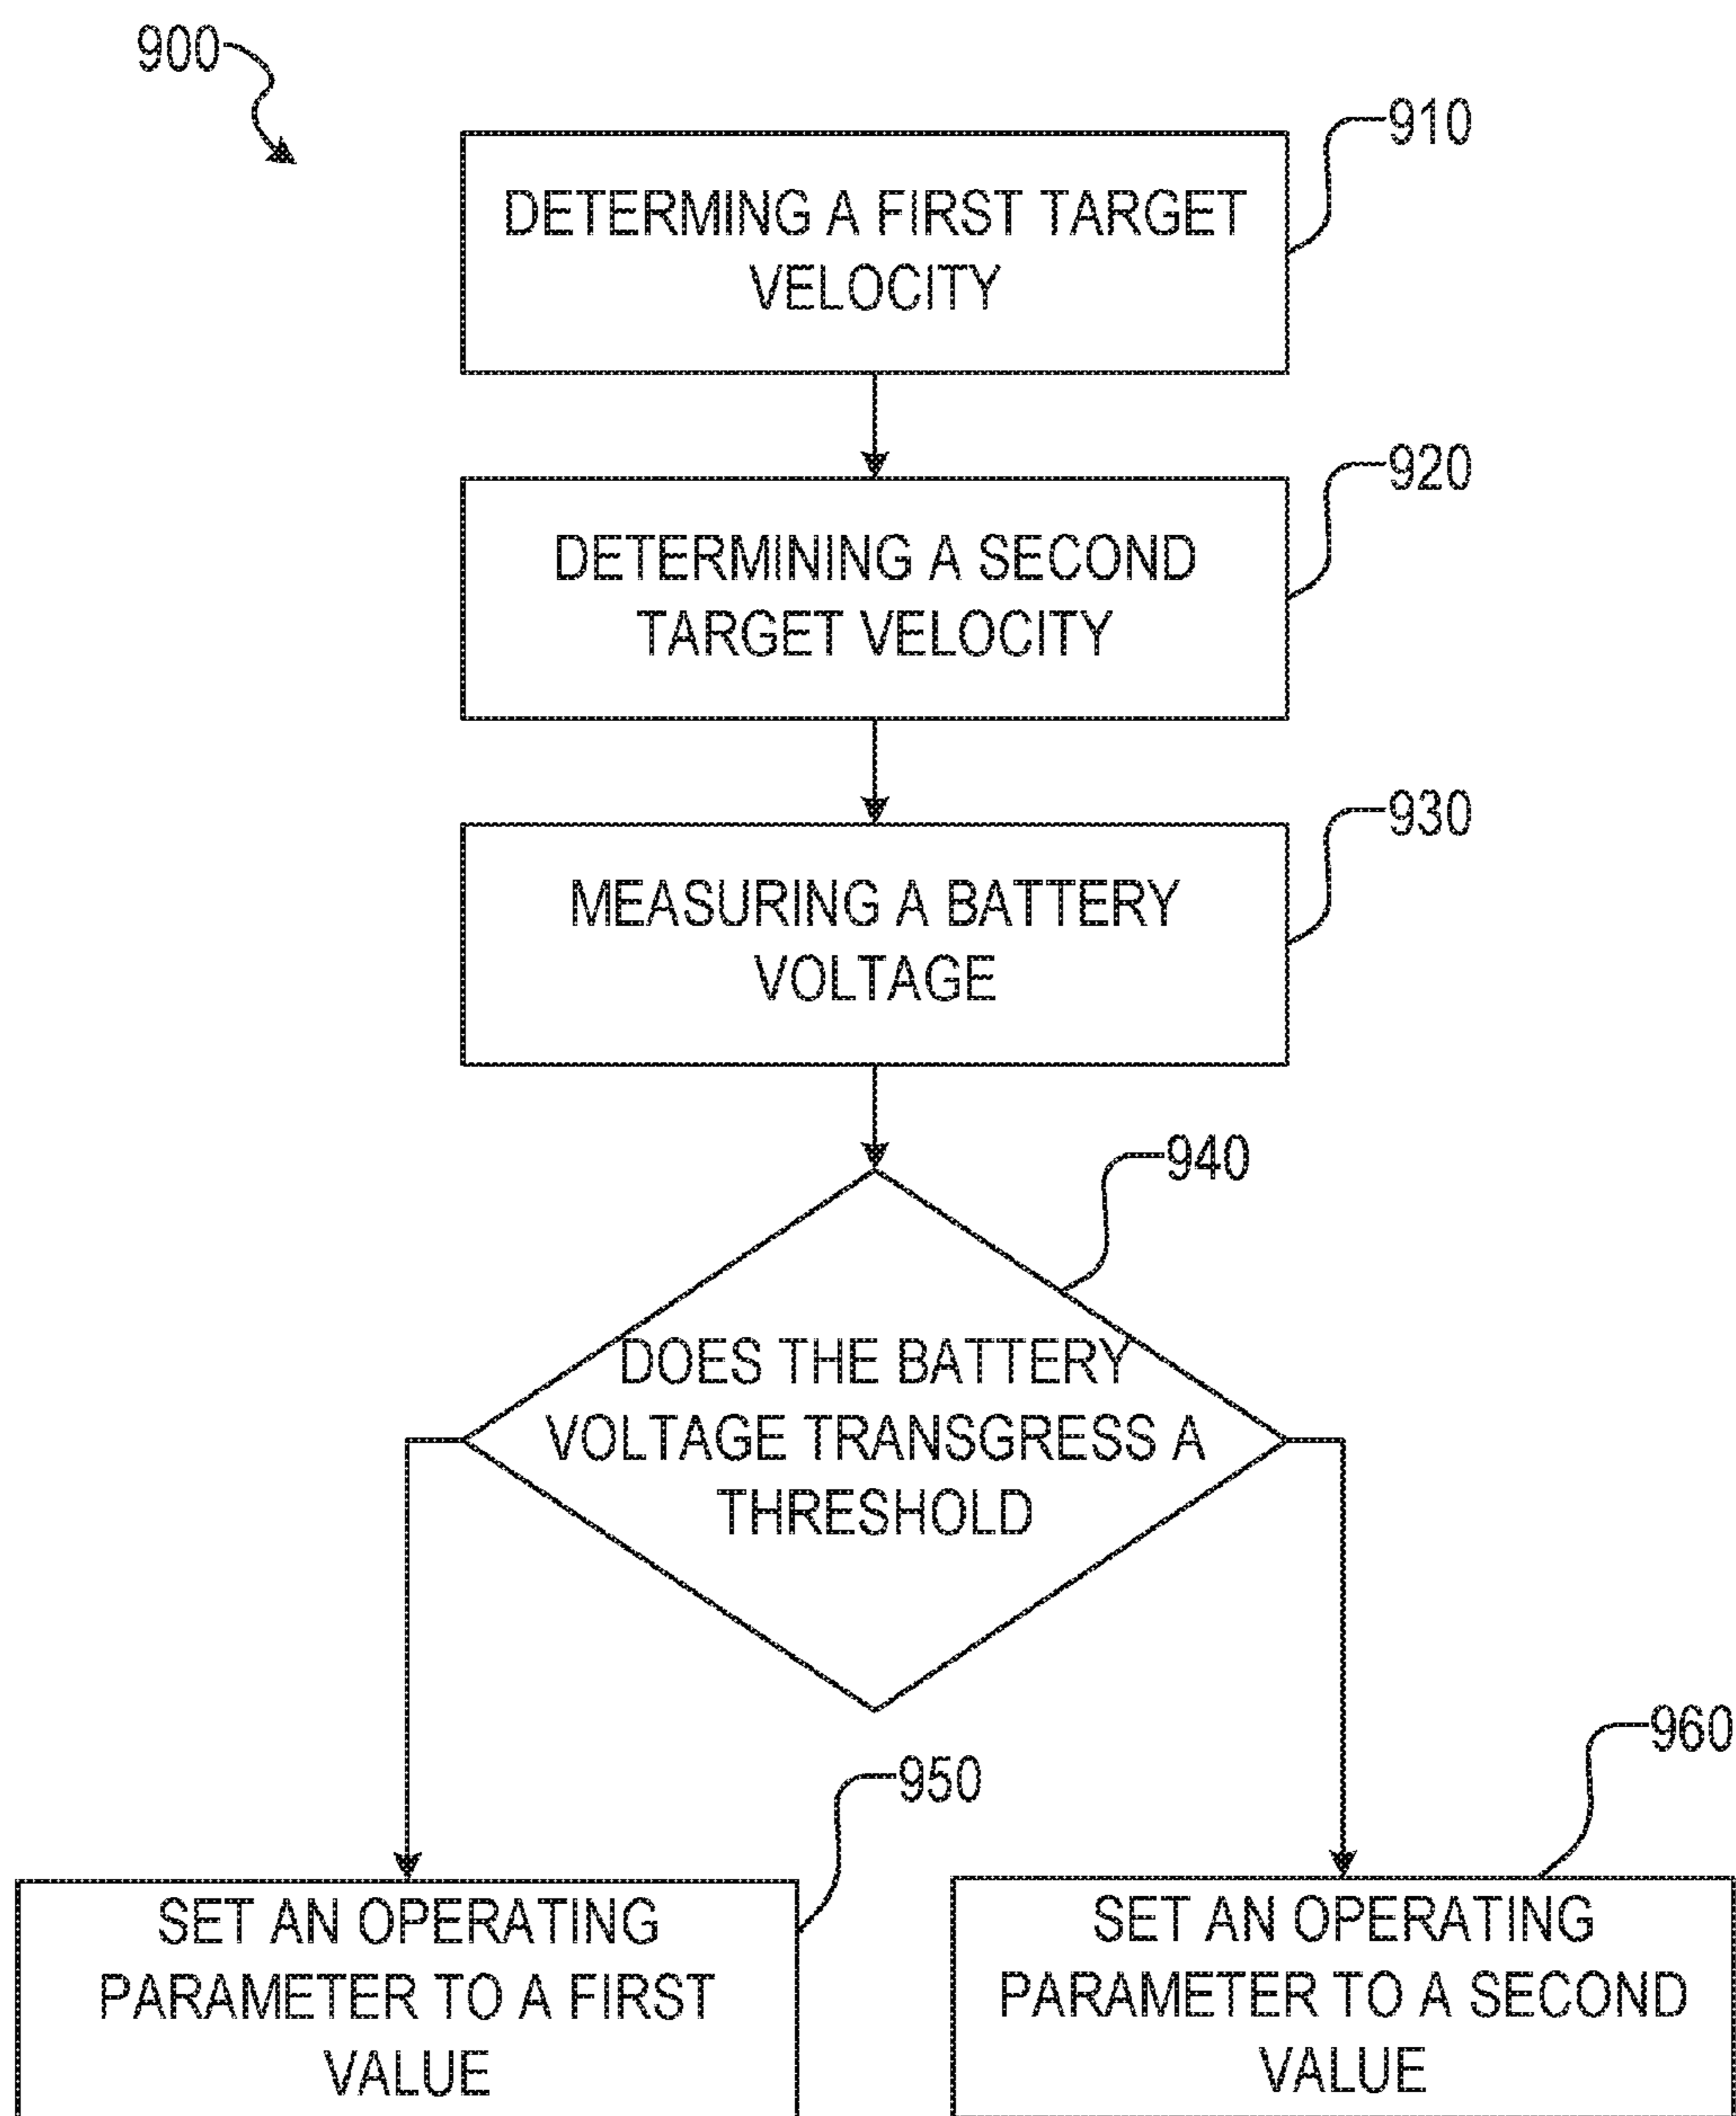 900
910
DETERMING A FIRST TARGET
VELOCITY
920
DETERMINING A SECOND
TARGET VELOCITY
930
MEASURING A BATTERY
VOLTAGE
940
DOES THE BATTERY
VOLTAGE TRANSGRESS A
THRESHOLD
950
SET AN OPERATING
PARAMETER TO A FIRST
VALUE
960
SET AN OPERATING
PARAMETER TO A SECOND
VALUE